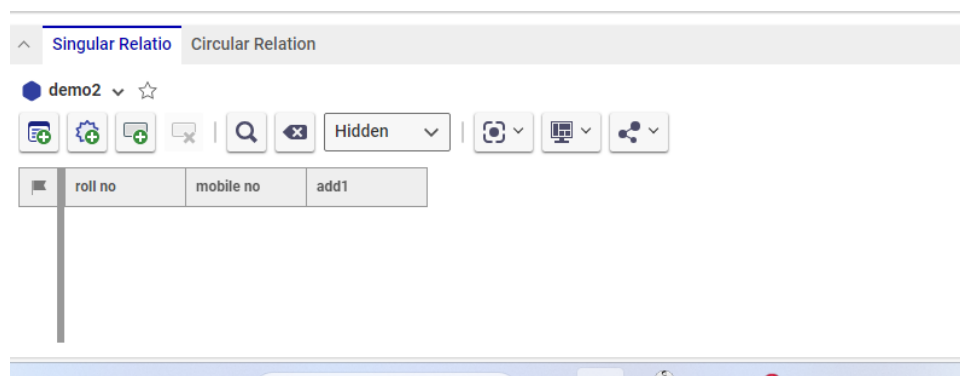 Singular Relatio Circular Relation
demo2
Hidden
roll no mobile no add1